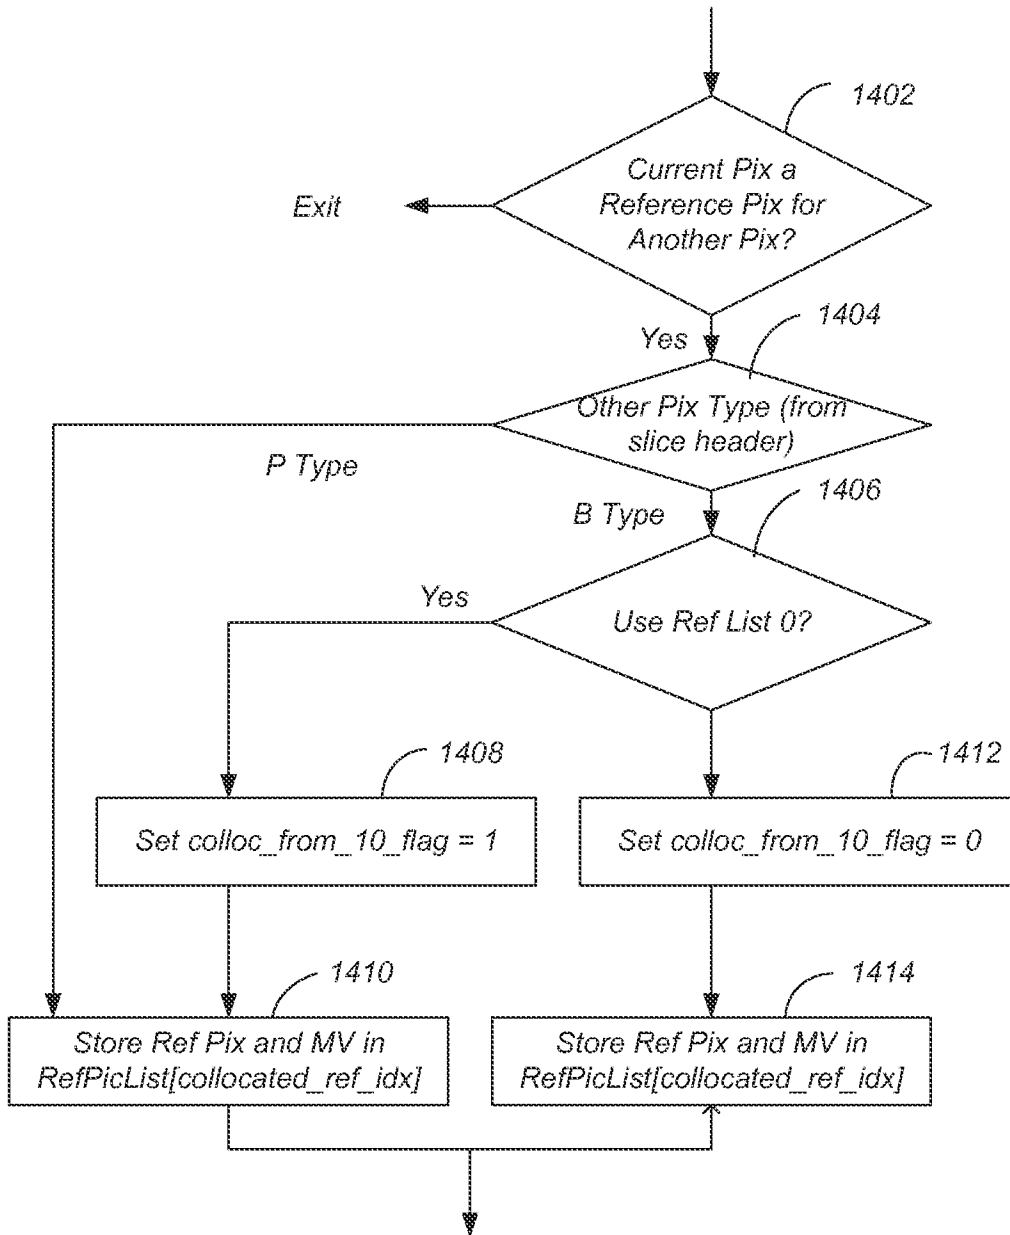 1402
Current Pix a
Reference Pix for
Another Pix?
Exit
Yes
1404
Other Pix Type (from
slice header)
P Type
B Type
1406
Yes
Use Ref List 0?
1408
1412
Set colloc_from_10_flag = 1
Set colloc_from_10_flag = 0
1410
1414
Store Ref Pix and MV in
RefPicList[collocated_ref_idx]
Store Ref Pix and MV in
RefPicList[collocated_ref_idx]